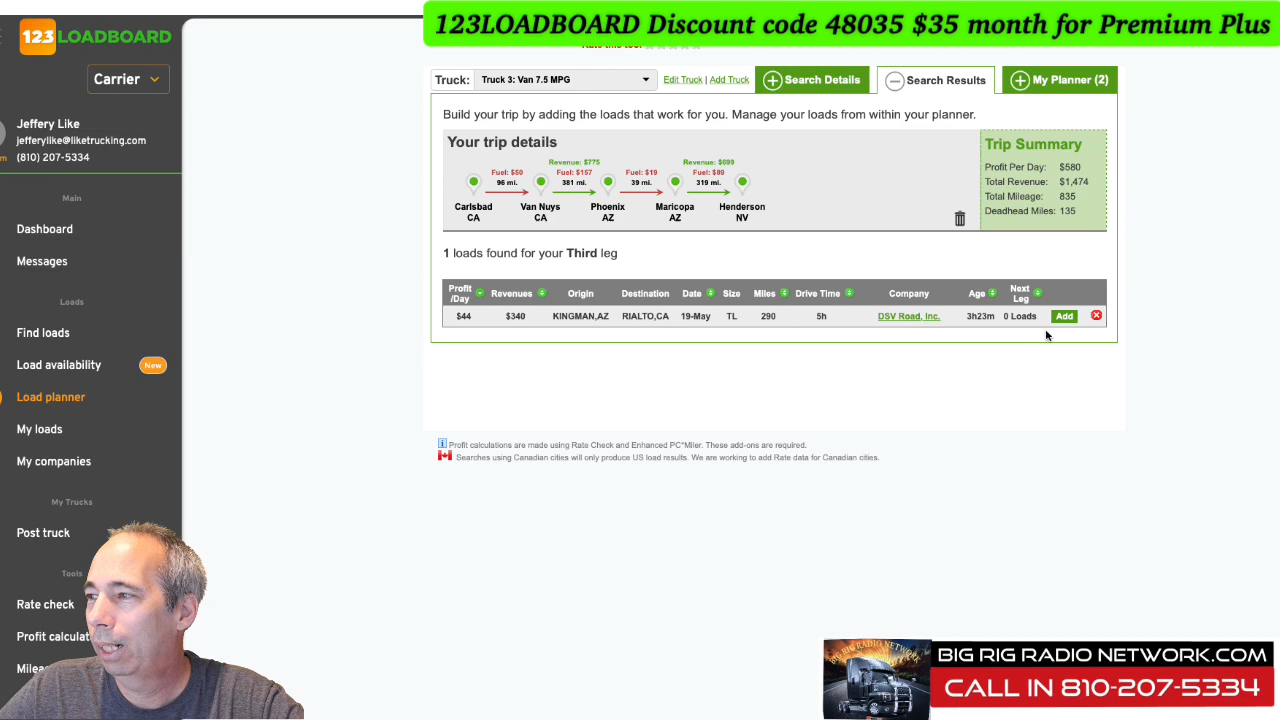 123LOADBOARD Discount code 48035 $35 month for Premium Plus
123LOADBOARD
Carrier
Jeffery Like
jefferylike@liketrucking.com
(810) 207-5334
Main
Dashboard
Messages
Loads
Find loads
Load availability New
Load planner
My loads
My companies
My Trucks
Post truck
Tools
Rate check
Profit calculat
Milea
Rate this tool
Truck: Truck 3: Van 7.5 MPG Edit Truck | Add Truck Search Details Search Results My Planner (2)
Build your trip by adding the loads that work for you. Manage your loads from within your planner.
Your trip details
Revenue: $775 Revenue: $699
Fuel: $50 Fuel: $157 Fuel: $19 Fuel: $89
96 mi. 381 mi. 39 mi. 319 mi.
Carlsbad Van Nuys Phoenix Maricopa Henderson
CA CA AZ AZ NV
Trip Summary
Profit Per Day: $580
Total Revenue: $1,474
Total Mileage: 835
Deadhead Miles: 135
1 loads found for your Third leg
Profit /Day Revenues Origin Destination Date Size Miles Drive Time Company Age Next Leg
$44 $340 KINGMAN,AZ RIALTO,CA 19-May TL 290 5h DSV Road, Inc. 3h23m 0 Loads Add
Profit calculations are made using Rate Check and Enhanced PC*Miler. These add-ons are required.
Searches using Canadian cities will only produce US load results. We are working to add Rate data for Canadian cities.
BIG RIG RADIO NETWORK
BIG RIG RADIO NETWORK.COM
CALL IN 810-207-5334